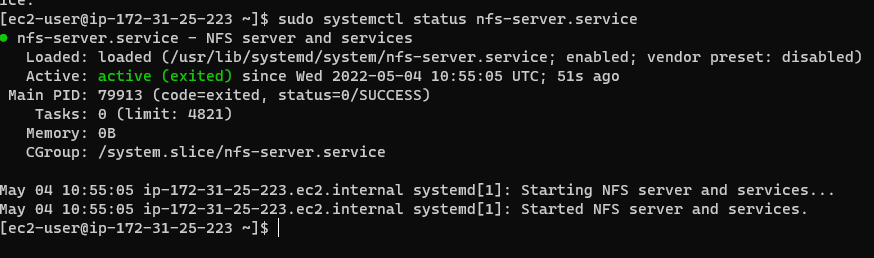 ice.
[ec2-user@ip-172-31-25-223 ~]$ sudo systemctl status nfs-server.service
● nfs-server.service - NFS server and services
Loaded: loaded (/usr/lib/systemd/system/nfs-server.service; enabled; vendor preset: disabled)
Active: active (exited) since Wed 2022-05-04 10:55:05 UTC; 51s ago
Main PID: 79913 (code=exited, status=0/SUCCESS)
Tasks: 0 (limit: 4821)
Memory: 0B
CGroup: /system.slice/nfs-server.service
May 04 10:55:05 ip-172-31-25-223.ec2.internal systemd[1]: Starting NFS server and services...
May 04 10:55:05 ip-172-31-25-223.ec2.internal systemd[1]: Started NFS server and services.
[ec2-user@ip-172-31-25-223 ~]$